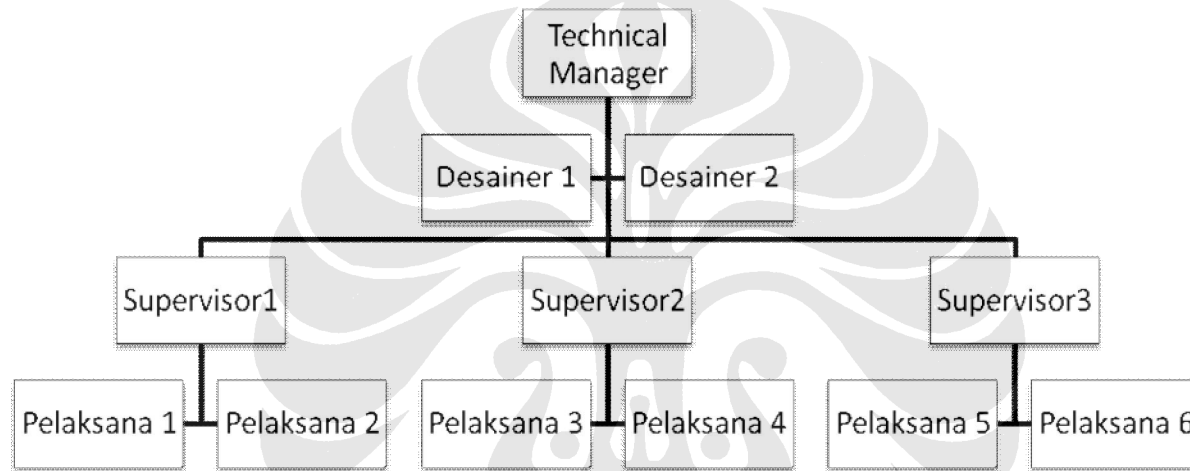 Technical
Manager
Desainer 1
Desainer 2
Supervisor1
Supervisor2
Supervisor3
Pelaksana 1
Pelaksana 2
Pelaksana 3
Pelaksana 4
Pelaksana 5
Pelaksana 6